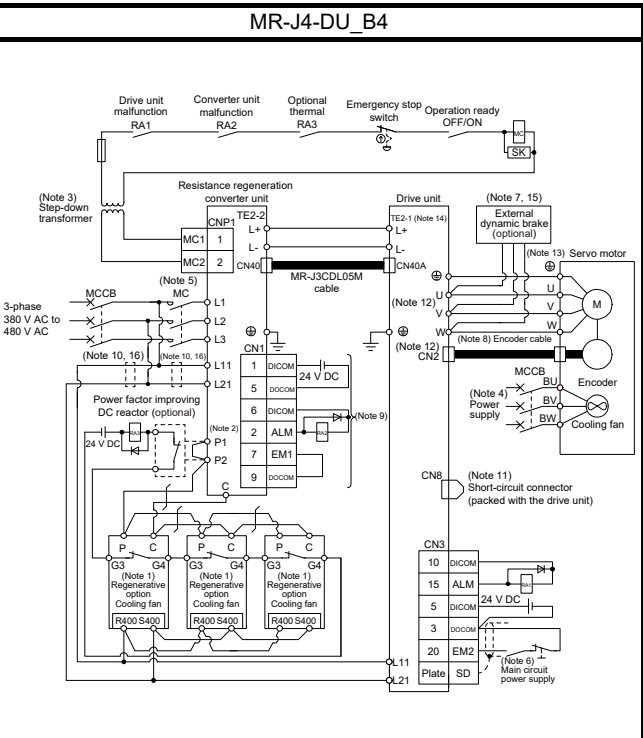 MR-J4-DU_B4
Drive unit malfunction RA1
Converter unit malfunction RA2
Optional thermal RA3
Emergency stop switch
Operation ready OFF/ON
MC
SK
(Note 3) Step-down transformer
Resistance regeneration converter unit
CNP1
MC1 1
MC2 2
TE2-2
L+
L-
CN40
MR-J3CDL05M cable
Drive unit
TE2-1 (Note 14)
L+
L-
CN40A
(Note 7, 15)
External dynamic brake (optional)
(Note 13) Servo motor
(Note 12)
U
V
W
U
V
W
M
(Note 5)
MCCB
MC
3-phase 380 V AC to 480 V AC
L1
L2
L3
(Note 10, 16)
(Note 10, 16)
L11
L21
CN1
1 DICOM
5 DOCOM
6 DICOM
2 ALM
7 EM1
9 DOCOM
24 V DC
RA2
(Note 9)
(Note 12)
CN2
(Note 8) Encoder cable
Encoder
MCCB
(Note 4) Power supply
BU
BV
BW
Cooling fan
Power factor improving DC reactor (optional)
24 V DC
RA3
(Note 2)
P1
P2
C
CN8
(Note 11)
Short-circuit connector
(packed with the drive unit)
P C
G3 G4
(Note 1)
Regenerative option
Cooling fan
R400 S400
P C
G3 G4
(Note 1)
Regenerative option
Cooling fan
R400 S400
P C
G3 G4
(Note 1)
Regenerative option
Cooling fan
R400 S400
CN3
10 DICOM
15 ALM
5 DICOM
3 DOCOM
20 EM2
Plate SD
RA1
24 V DC
(Note 6)
Main circuit power supply
L11
L21